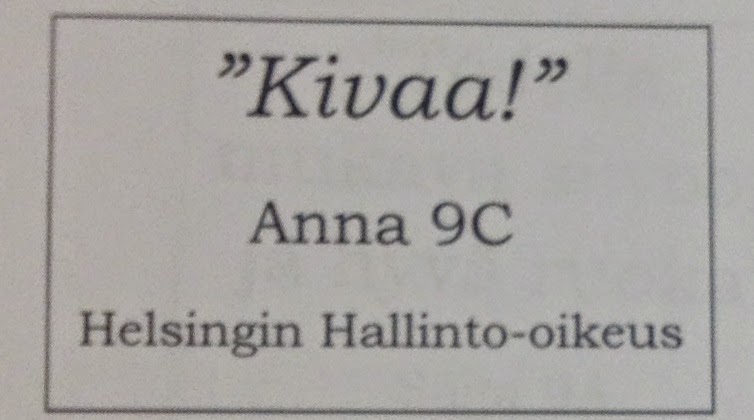 ”Kivaa!”
Anna 9C
Helsingin Hallinto-oikeus